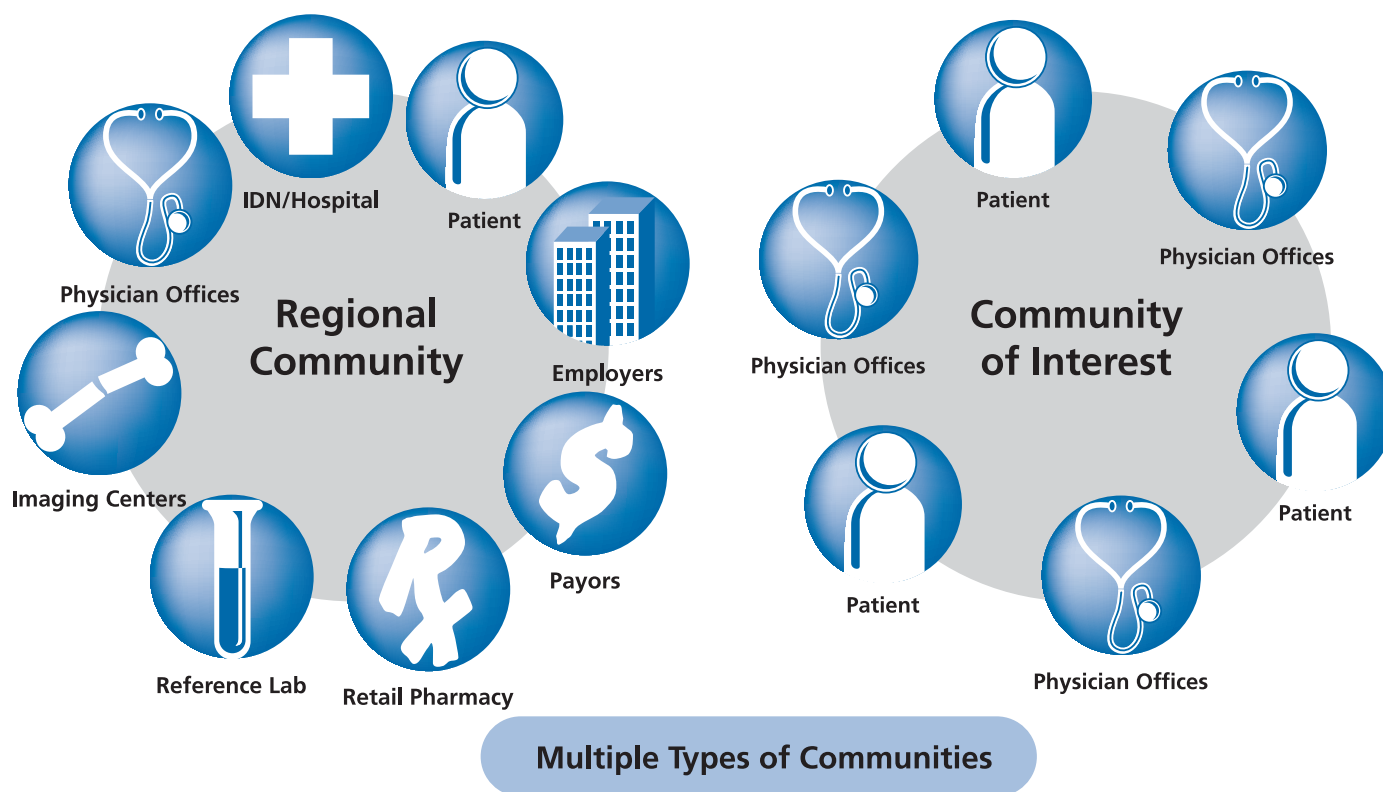 IDN/Hospital
Patient
Physician Offices
Employers
Regional
Community
Imaging Centers
Payors
Reference Lab
Retail Pharmacy
Patient
Physician Offices
Physician Offices
Community
of Interest
Patient
Patient
Physician Offices
Multiple Types of Communities